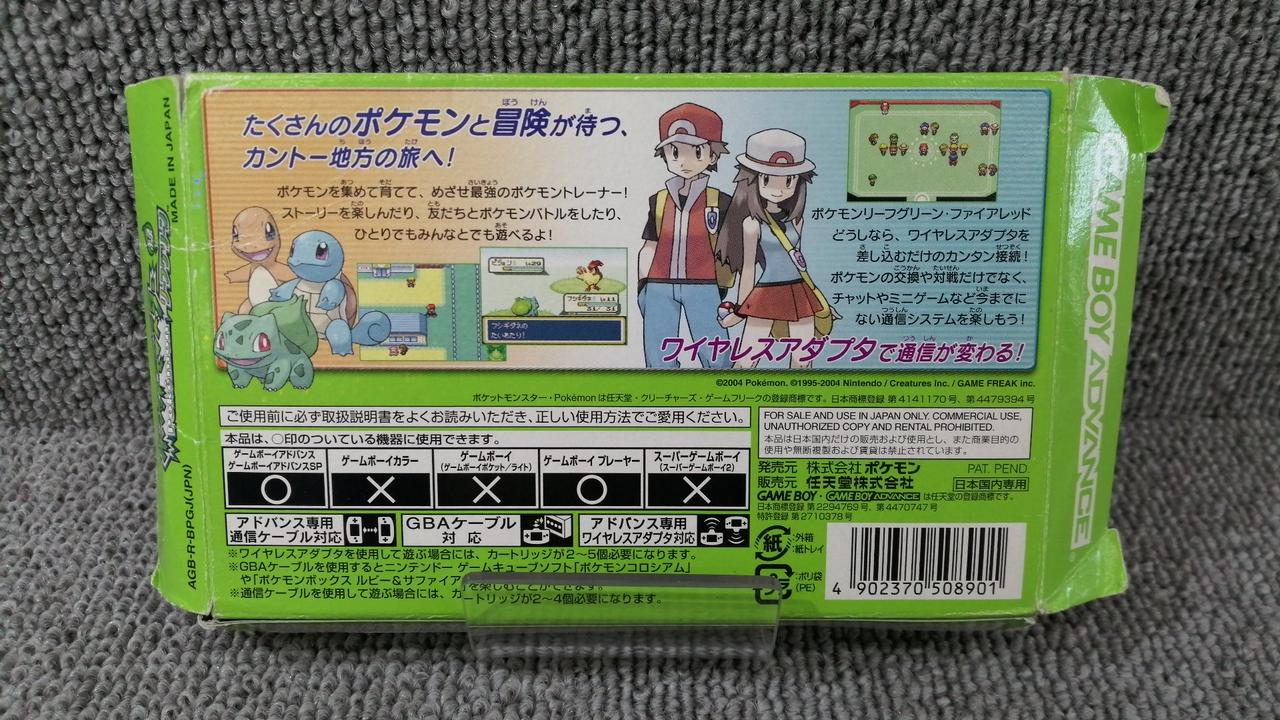 MADE IN JAPAN
AGB-R-BPGJ(JPN)
たくさんのポケモンと冒険が待つ、
カントー地方の旅へ!
ポケモンを集めて育てて、めざせ最強のポケモントレーナー!
ストーリーを楽しんだり、友だちとポケモンバトルをしたり、
ひとりでもみんなとでも遊べるよ!
ピジョン Lv29
フシギダネ Lv11
31/ 31
フシギダネの
たいあたり!
ポケモンリーフグリーン・ファイアレッド
どうしなら、ワイヤレスアダプタを
差し込むだけのカンタン接続!
ポケモンの交換や対戦だけでなく、
チャットやミニゲームなど今までに
ない通信システムを楽しもう!
ワイヤレスアダプタで通信が変わる!
©2004 Pokémon. ©1995-2004 Nintendo / Creatures inc. / GAME FREAK inc.
ポケットモンスター・Pokémonは任天堂・クリーチャーズ・ゲームフリークの登録商標です。日本商標登録 第4141170号、第4479394号
ご使用前に必ず取扱説明書をよくお読みいただき、正しい使用方法でご愛用ください。
本品は、○印のついている機器に使用できます。
ゲームボーイアドバンス
ゲームボーイアドバンスSP
○
ゲームボーイカラー
×
ゲームボーイ
(ゲームボーイポケット/ライト)
×
ゲームボーイ プレーヤー
○
スーパーゲームボーイ
(スーパーゲームボーイ2)
×
アドバンス専用
通信ケーブル対応
GBAケーブル
対 応
アドバンス専用
ワイヤレスアダプタ対応
※ワイヤレスアダプタを使用して遊ぶ場合には、カートリッジが2~5個必要になります。
※GBAケーブルを使用するとニンテンドー ゲームキューブソフト「ポケモンコロシアム」
や「ポケモンボックス ルビー&サファイア」を楽しむことができます。
※通信ケーブルを使用して遊ぶ場合には、カートリッジが2~4個必要になります。
FOR SALE AND USE IN JAPAN ONLY. COMMERCIAL USE,
UNAUTHORIZED COPY AND RENTAL PROHIBITED.
本品は日本国内だけの販売および使用とし、また商業目的の
使用や無断複製および賃貸は禁止されています。
発売元 株式会社 ポケモン PAT. PEND.
販売元 任天堂株式会社 日本国内専用
GAME BOY・GAME BOY ADVANCE は任天堂の登録商標です。
日本商標登録 第2294769号、第4470747号
特許登録 第2710378号
紙
:外箱
:紙トレイ
プラ
:ポリ袋
(PE)
4 902370 508901
GAME BOY ADVANCE